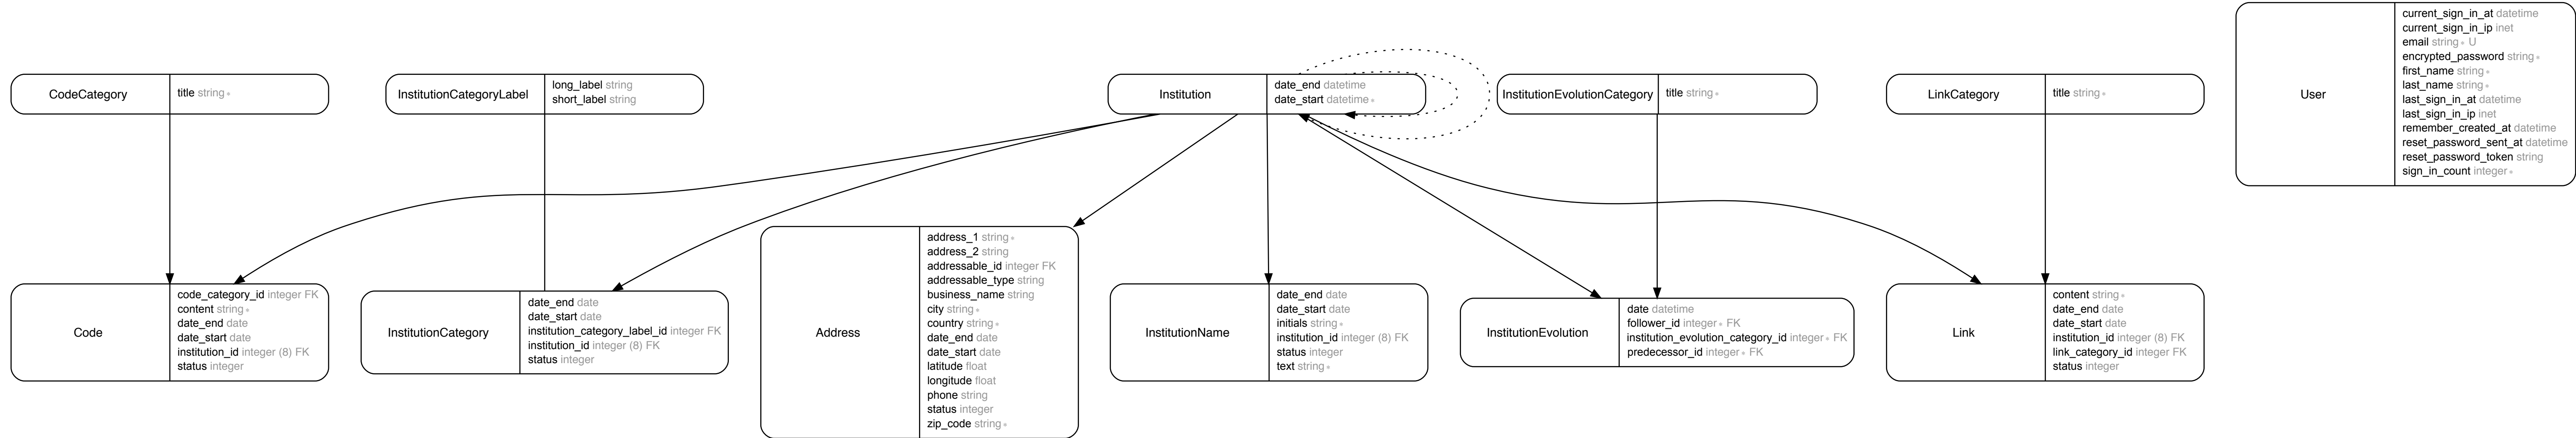 CodeCategory
title string∗
InstitutionCategoryLabel
long_label string
short_label string
Institution
date_end datetime
date_start datetime∗
InstitutionEvolutionCategory
title string∗
LinkCategory
title string∗
User
current_sign_in_at datetime
current_sign_in_ip inet
email string∗ U
encrypted_password string∗
first_name string∗
last_name string∗
last_sign_in_at datetime
last_sign_in_ip inet
remember_created_at datetime
reset_password_sent_at datetime
reset_password_token string
sign_in_count integer∗
Code
code_category_id integer FK
content string∗
date_end date
date_start date
institution_id integer (8) FK
status integer
InstitutionCategory
date_end date
date_start date
institution_category_label_id integer FK
institution_id integer (8) FK
status integer
Address
address_1 string∗
address_2 string
addressable_id integer FK
addressable_type string
business_name string
city string∗
country string∗
date_end date
date_start date
latitude float
longitude float
phone string
status integer
zip_code string∗
InstitutionName
date_end date
date_start date
initials string∗
institution_id integer (8) FK
status integer
text string∗
InstitutionEvolution
date datetime
follower_id integer∗ FK
institution_evolution_category_id integer∗ FK
predecessor_id integer∗ FK
Link
content string∗
date_end date
date_start date
institution_id integer (8) FK
link_category_id integer FK
status integer